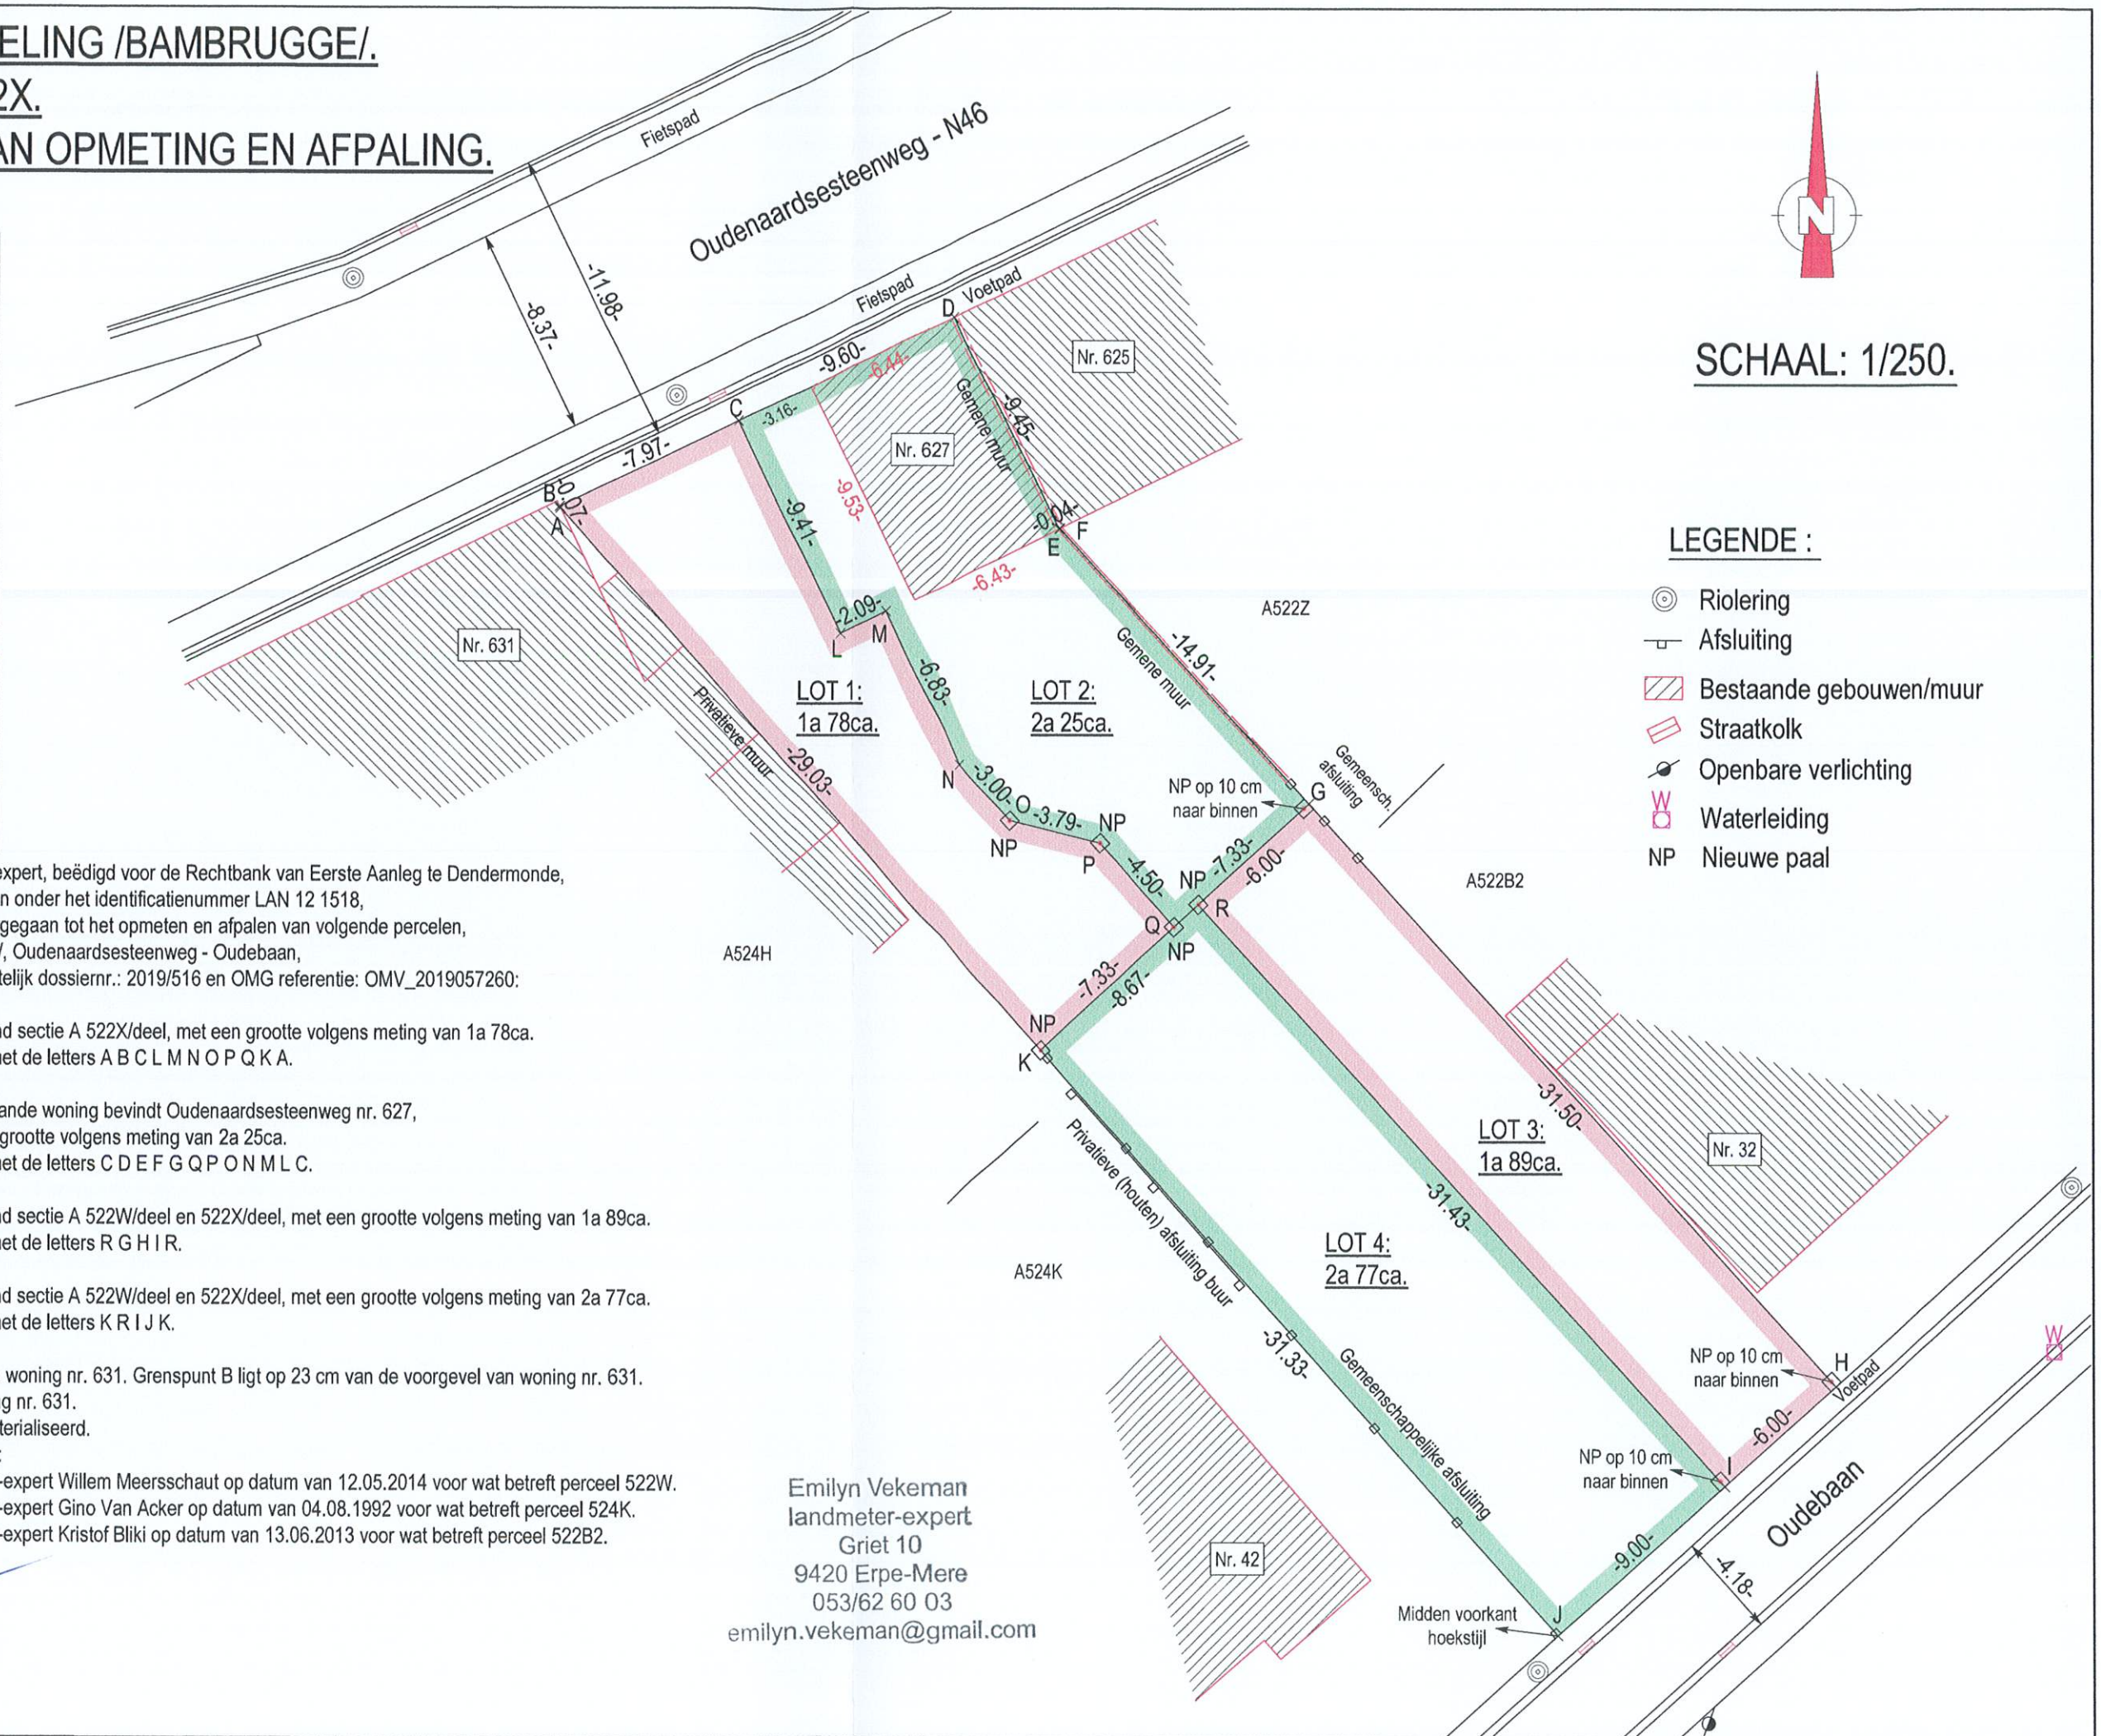 ELING /BAMBRUGGE/.
2X.
AN OPMETING EN AFPALING.
Fietspad
Oudenaardsesteenweg - N46
-11.98-
-8.37-
Fietspad
Voetpad
SCHAAL: 1/250.
D
-9.60-
-6.44-
Nr. 625
C
-3.16-
Gemene muur
-9.45-
Nr. 627
-7.97-
B
-0.07-
A
-9.41-
-9.53-
-0.04-
F
E
-6.43-
LEGENDE :
Riolering
Afsluiting
Bestaande gebouwen/muur
Straatkolk
Openbare verlichting
W
Waterleiding
NP Nieuwe paal
A522Z
-2.09-
L
M
Nr. 631
Gemene muur
-14.91-
LOT 1:
1a 78ca.
LOT 2:
2a 25ca.
-6.83-
Privatieve muur
-29.03-
N
-3.00-
O
-3.79-
NP
NP
P
NP op 10 cm
naar binnen
G
Gemeensch.
afsluiting
-4.50-
-7.33-
-6.00-
NP
R
Q
NP
A522B2
A524H
-7.33-
-8.67-
NP
K
expert, beëdigd voor de Rechtbank van Eerste Aanleg te Dendermonde,
n onder het identificatienummer LAN 12 1518,
gegaan tot het opmeten en afpalen van volgende percelen,
, Oudenaardsesteenweg - Oudebaan,
telijk dossiernr.: 2019/516 en OMG referentie: OMV_2019057260:
d sectie A 522X/deel, met een grootte volgens meting van 1a 78ca.
et de letters A B C L M N O P Q K A.
ande woning bevindt Oudenaardsesteenweg nr. 627,
grootte volgens meting van 2a 25ca.
et de letters C D E F G Q P O N M L C.
d sectie A 522W/deel en 522X/deel, met een grootte volgens meting van 1a 89ca.
et de letters R G H I R.
d sectie A 522W/deel en 522X/deel, met een grootte volgens meting van 2a 77ca.
et de letters K R I J K.
woning nr. 631. Grenspunt B ligt op 23 cm van de voorgevel van woning nr. 631.
g nr. 631.
terialiseerd.
:
-expert Willem Meersschaut op datum van 12.05.2014 voor wat betreft perceel 522W.
-expert Gino Van Acker op datum van 04.08.1992 voor wat betreft perceel 524K.
-expert Kristof Bliki op datum van 13.06.2013 voor wat betreft perceel 522B2.
Privatieve (houten) afsluiting buur
A524K
-31.33-
-31.43-
-31.50-
LOT 3:
1a 89ca.
Nr. 32
LOT 4:
2a 77ca.
Gemeenschappelijke afsluiting
NP op 10 cm
naar binnen
H
Voetpad
W
-6.00-
NP op 10 cm
naar binnen
I
Oudebaan
-9.00-
-4.18-
Nr. 42
Midden voorkant
hoekstijl
J
Emilyn Vekeman
landmeter-expert
Griet 10
9420 Erpe-Mere
053/62 60 03
emilyn.vekeman@gmail.com
N